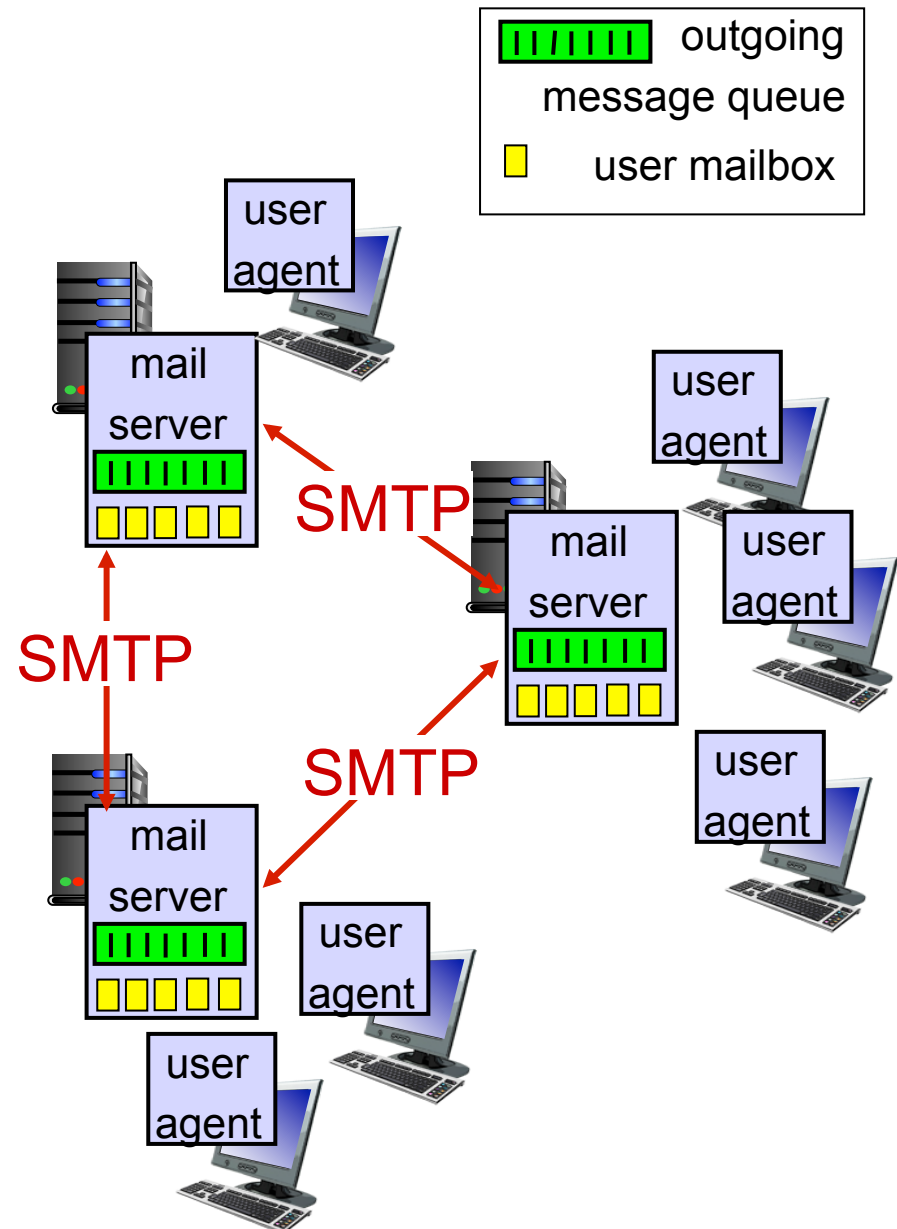 outgoing
message queue
user mailbox
user
agent
mail
server
SMTP
user
agent
user
agent
mail
server
SMTP
SMTP
user
agent
mail
server
user
agent
user
agent